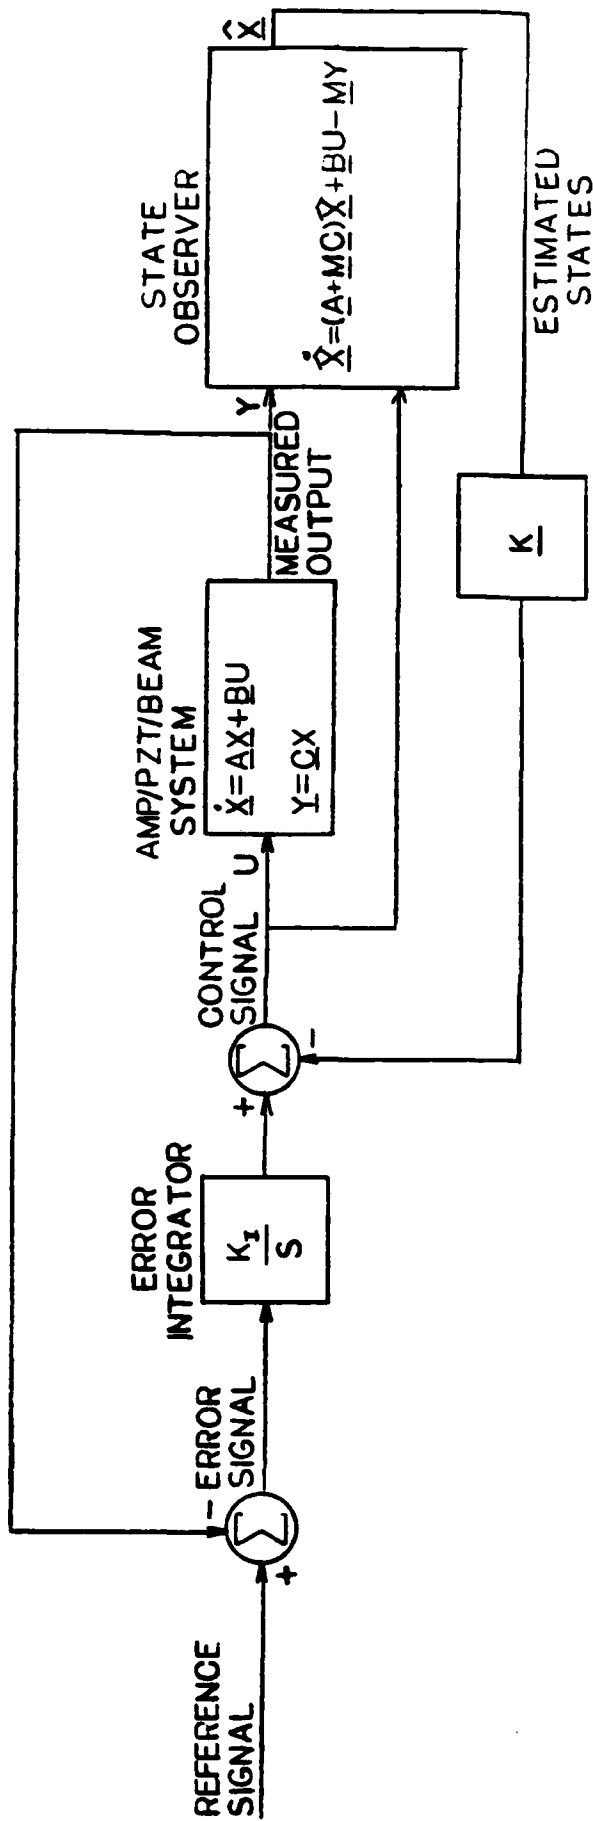 REFERENCE
SIGNAL
+
-
ERROR
SIGNAL
Σ
ERROR
INTEGRATOR
K_I
S
+
-
Σ
CONTROL
SIGNAL
U
AMP/PZT/BEAM
SYSTEM
Ẋ=AX+BU
Y=CX
MEASURED
OUTPUT
Y
STATE
OBSERVER
X̂̇=(A+MC)X̂+BU-MY
X̂
K
ESTIMATED
STATES